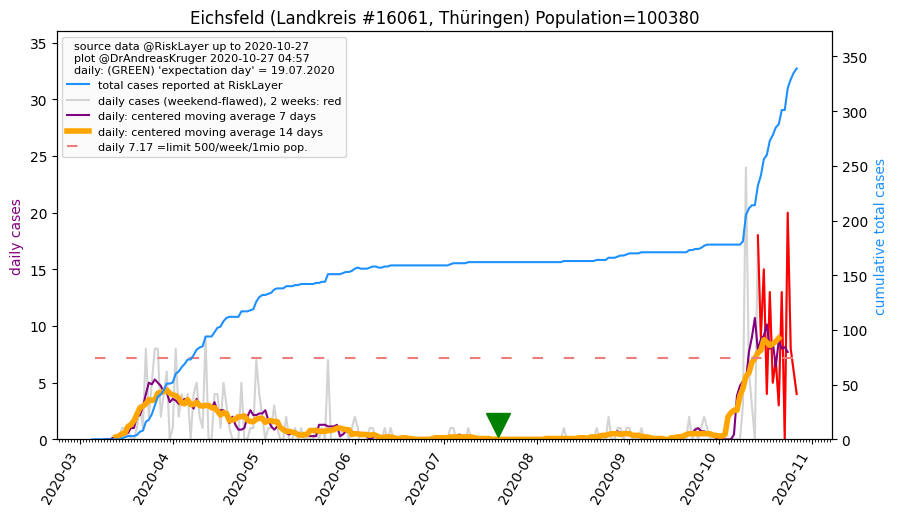 Eichsfeld (Landkreis #16061, Thüringen) Population=100380
source data @RiskLayer up to 2020-10-27
plot @DrAndreasKruger 2020-10-27 04:57
daily: (GREEN) 'expectation day' = 19.07.2020
total cases reported at RiskLayer
daily cases (weekend-flawed), 2 weeks: red
daily: centered moving average 7 days
daily: centered moving average 14 days
daily 7.17 =limit 500/week/1mio pop.
daily cases
35
30
25
20
15
10
5
0
350
300
250
200
150
100
50
0
cumulative total cases
2020-03
2020-04
2020-05
2020-06
2020-07
2020-08
2020-09
2020-10
2020-11